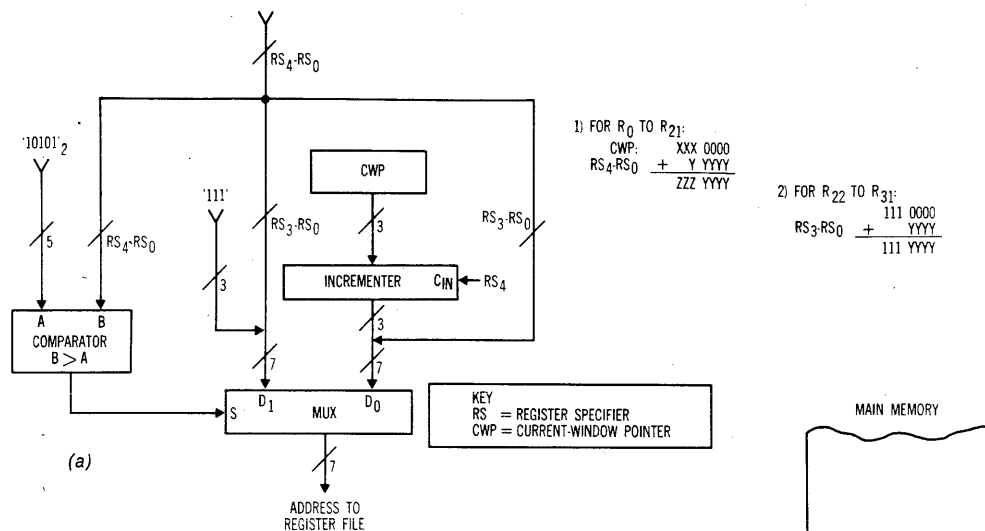 RS4-RS0
'10101'2
5
RS4-RS0
A B
COMPARATOR
B > A
'111'
3
RS3-RS0
CWP
3
INCREMENTER CIN
RS4
3
RS3-RS0
7
7
D1 D0
S MUX
7
ADDRESS TO
REGISTER FILE
(a)
KEY
RS = REGISTER SPECIFIER
CWP = CURRENT-WINDOW POINTER
1) FOR R0 TO R21:
CWP: XXX 0000
RS4-RS0 + Y YYYY
ZZZ YYYY
2) FOR R22 TO R31:
111 0000
RS3-RS0 + YYYY
111 YYYY
MAIN MEMORY